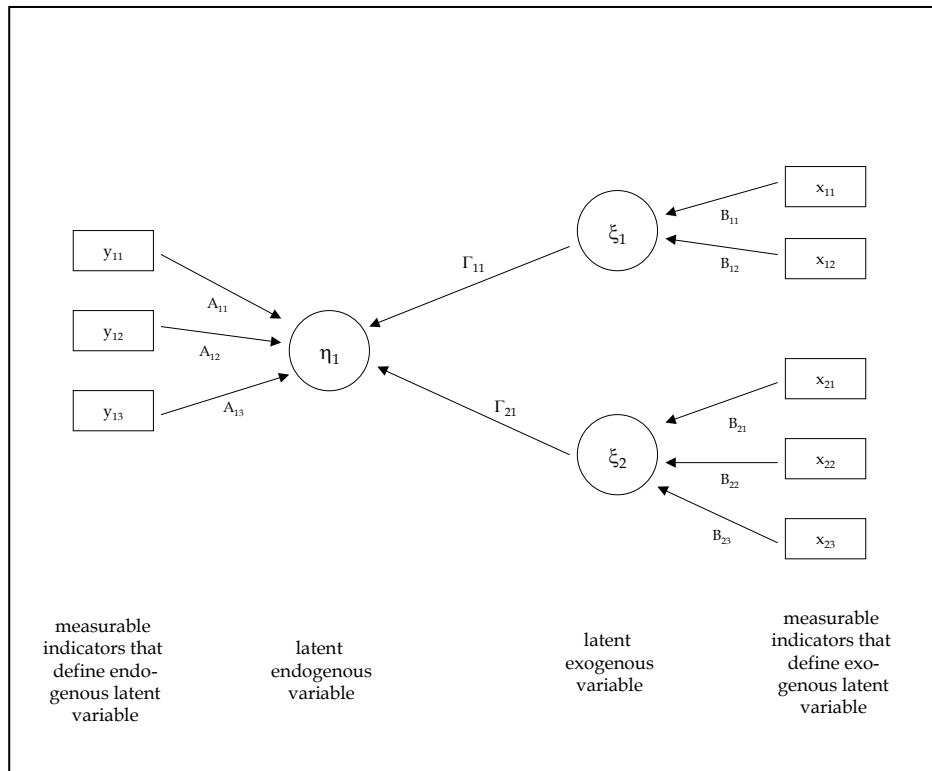 x₁₁
ξ₁
B₁₁
y₁₁
x₁₂
B₁₂
Γ₁₁
A₁₁
y₁₂
η₁
A₁₂
x₂₁
y₁₃
A₁₃
Γ₂₁
B₂₁
ξ₂
x₂₂
B₂₂
B₂₃
x₂₃
measurable
indicators that
define endo-
genous latent
variable
latent
endogenous
variable
latent
exogenous
variable
measurable
indicators that
define exo-
genous latent
variable